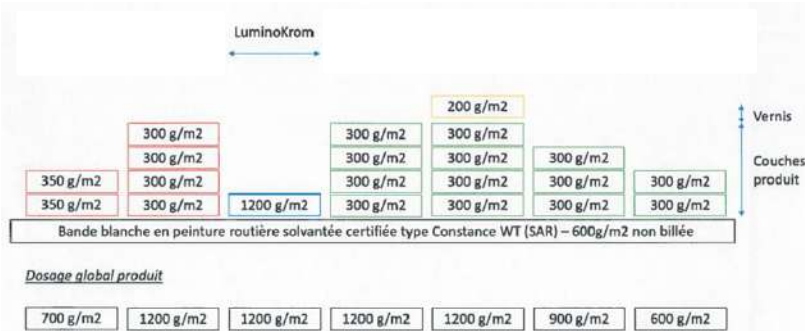 LuminoKrom
200 g/m2
Vernis
300 g/m2 300 g/m2 300 g/m2
300 g/m2 300 g/m2 300 g/m2 300 g/m2
Couches
350 g/m2 300 g/m2 300 g/m2 300 g/m2 300 g/m2 300 g/m2
produit
350 g/m2 300 g/m2 1200 g/m2 300 g/m2 300 g/m2 300 g/m2 300 g/m2
Bande blanche en peinture routière solvantée certifiée type Constance WT (SAR) – 600g/m2 non billée
Dosage global produit
700 g/m2 1200 g/m2 1200 g/m2 1200 g/m2 1200 g/m2 900 g/m2 600 g/m2